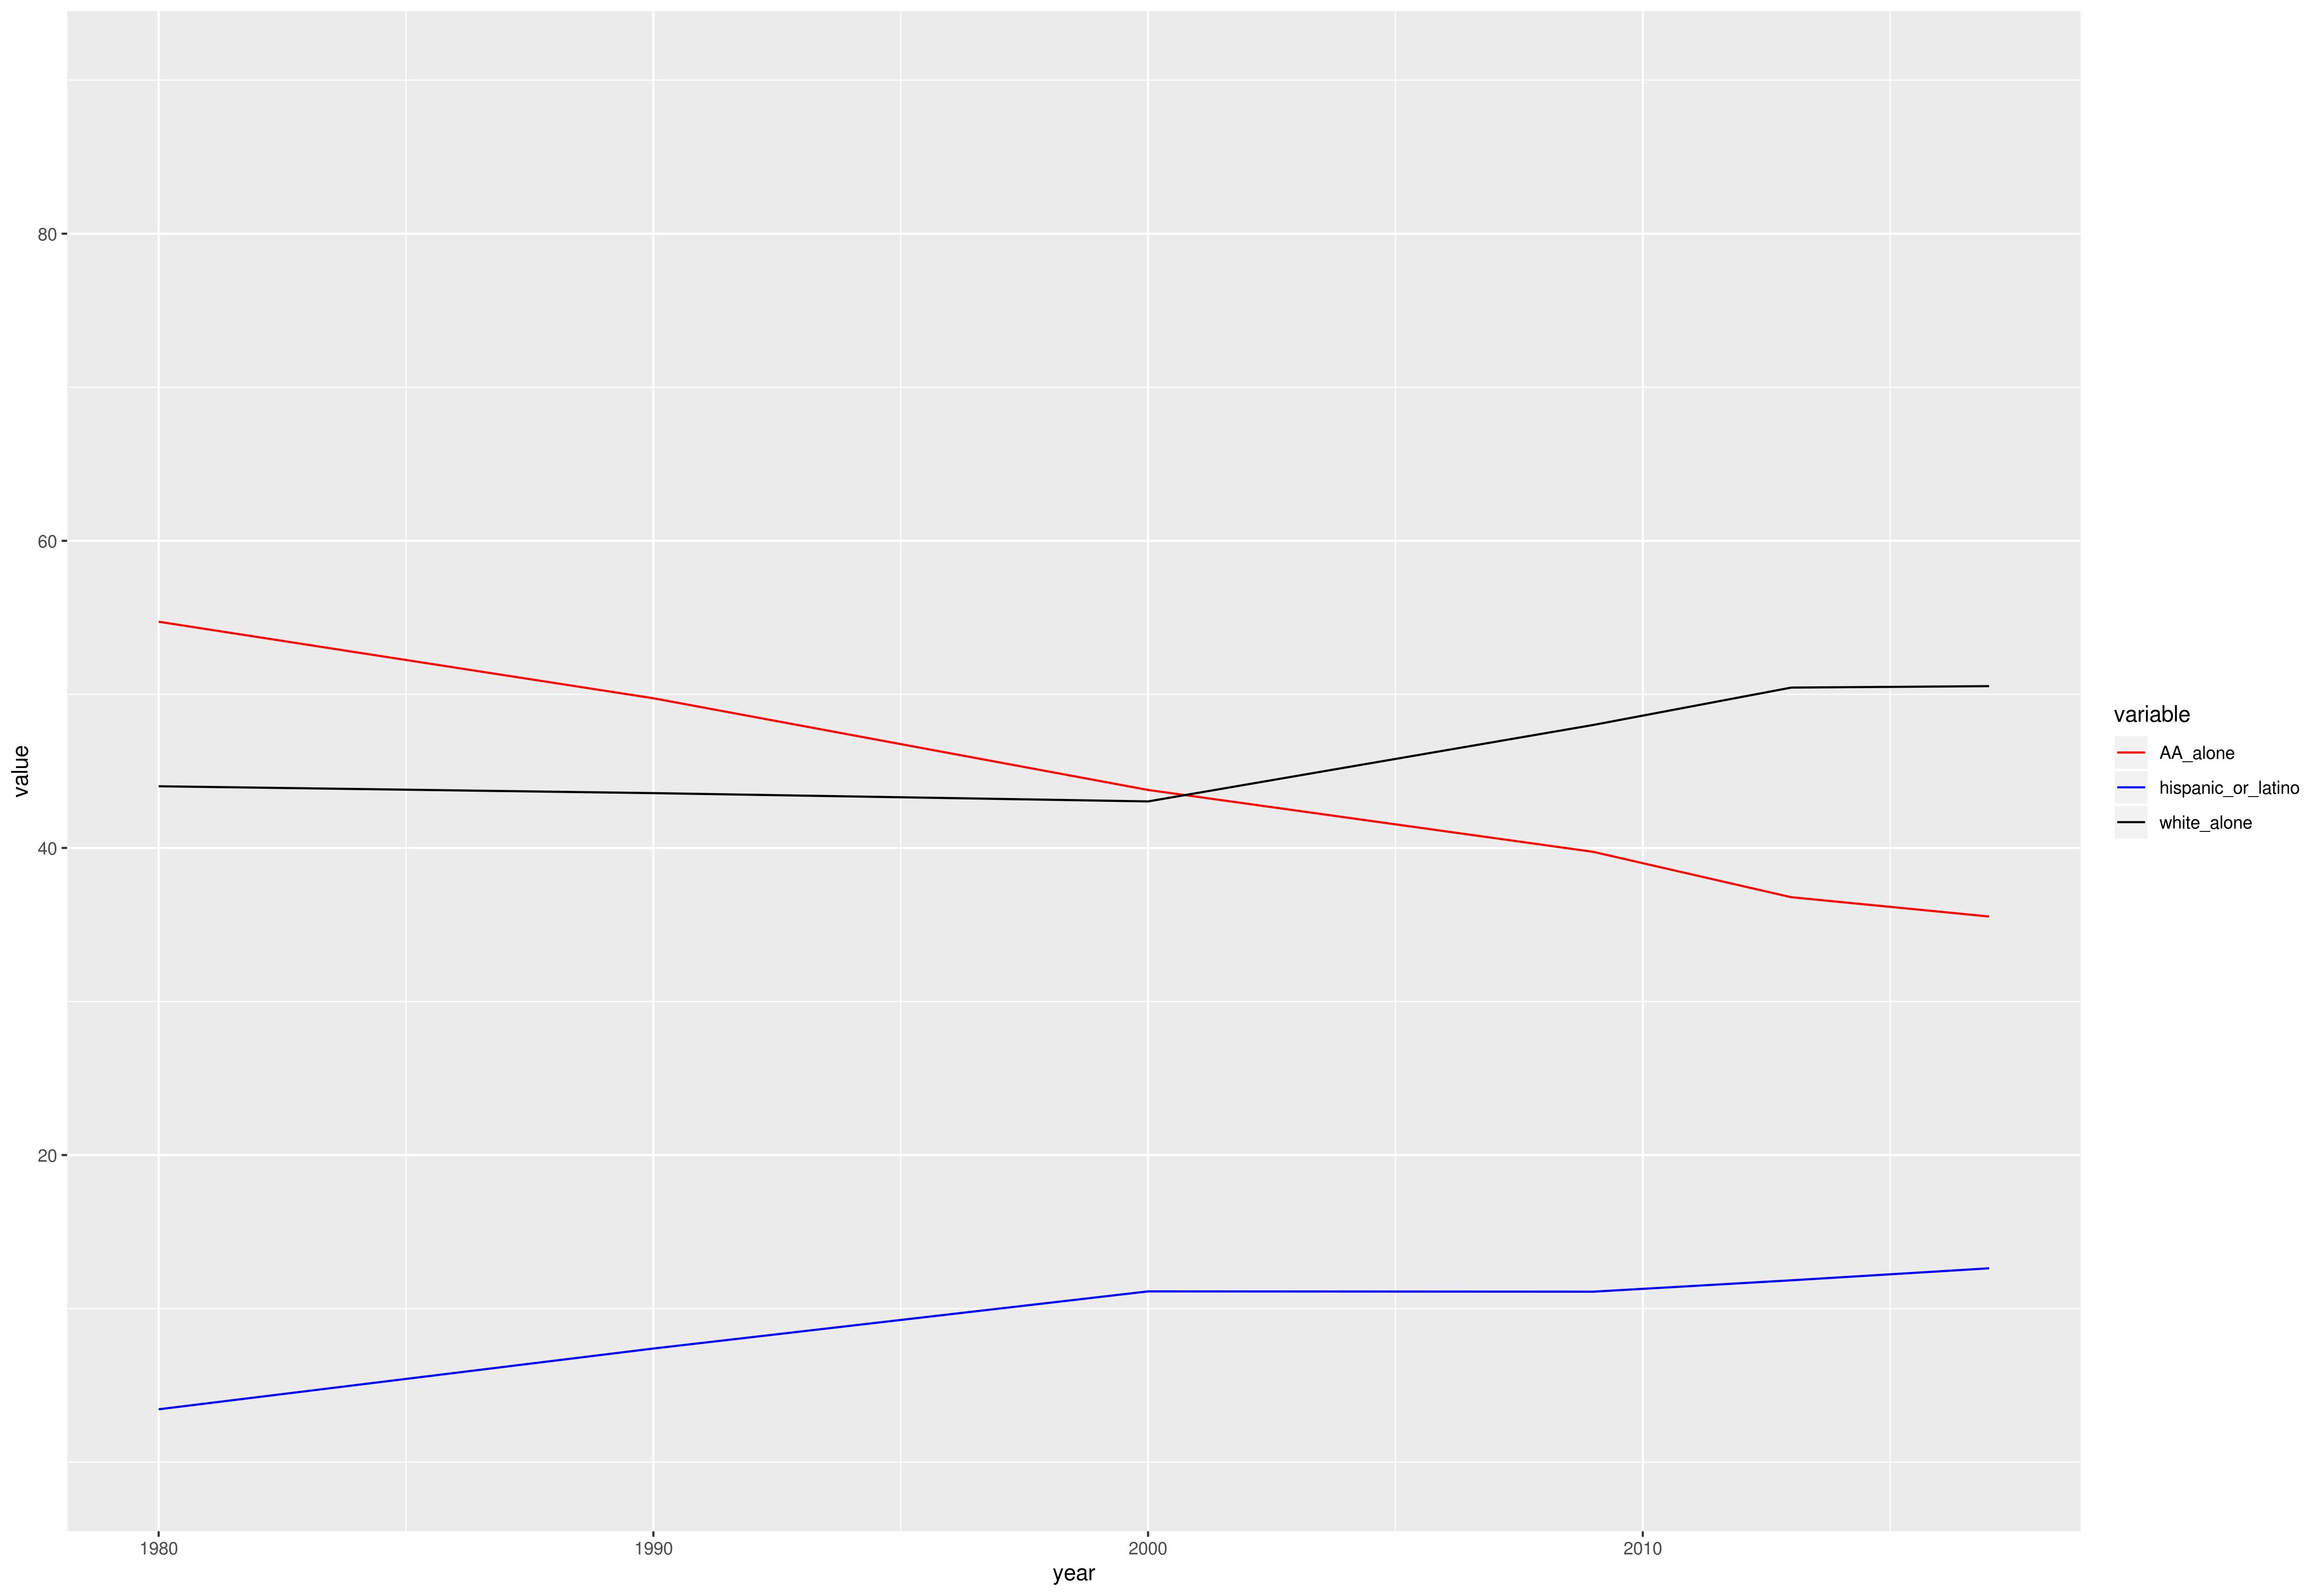 80
60
40
20
value
1980
1990
2000
2010
year
variable
AA_alone
hispanic_or_latino
white_alone